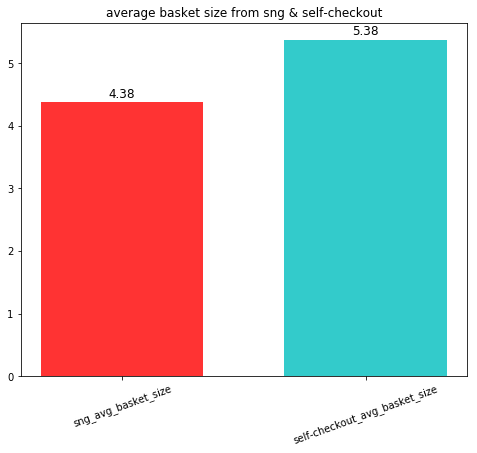 average basket size from sng & self-checkout
5.38
4.38
5
4
3
2
1
0
sng_avg_basket_size
self-checkout_avg_basket_size